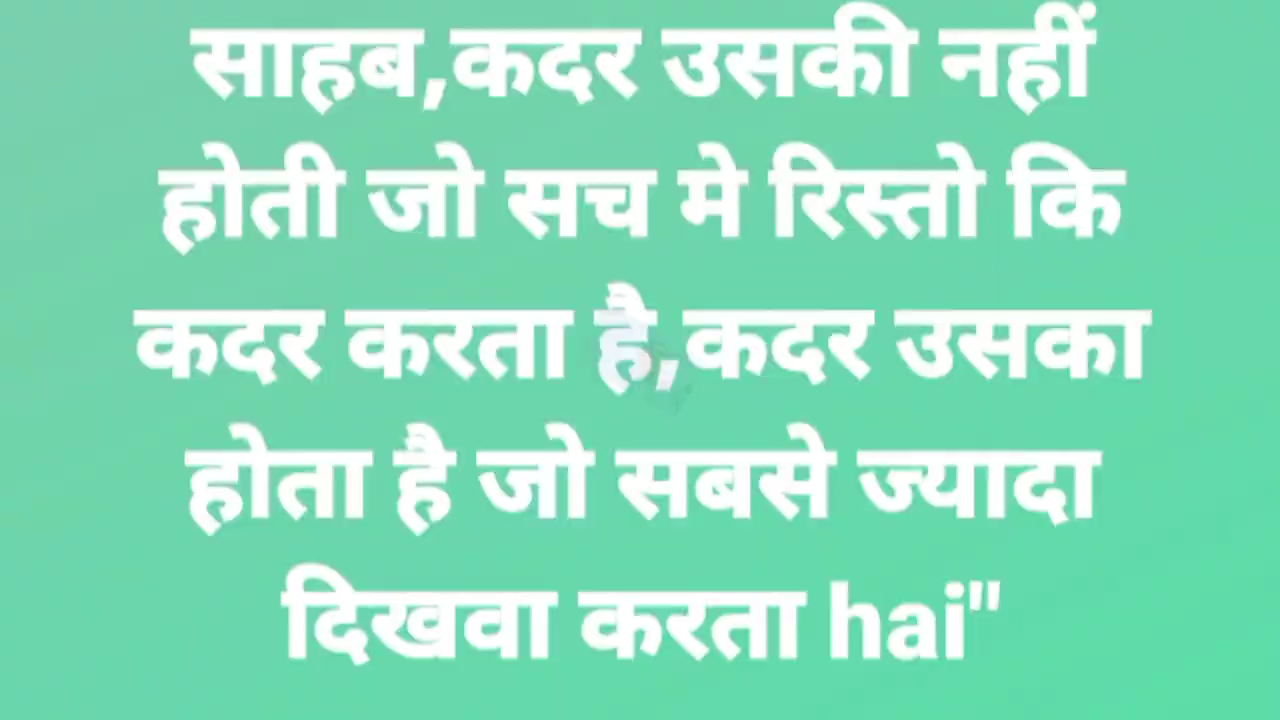 साहब,कदर उसकी नहीं
होती जो सच मे रिस्तो कि
कदर करता है,कदर उसका
होता है जो सबसे ज्यादा
दिखवा करता hai"